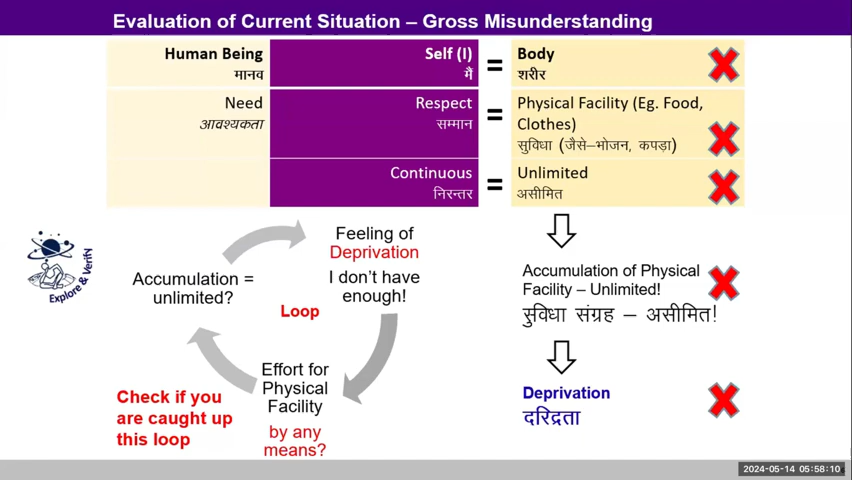 Evaluation of Current Situation – Gross Misunderstanding
Human Being
मानव
Self (I)
मैं
=
Body
शरीर
Need
आवश्यकता
Respect
सम्मान
=
Physical Facility (Eg. Food,
Clothes)
सुविधा (जैसे–भोजन, कपड़ा)
Continuous
निरन्तर
=
Unlimited
असीमित
Explore & Verify
Feeling of
Deprivation
I don’t have
enough!
Accumulation =
unlimited?
Loop
Effort for
Physical
Facility
by any
means?
Check if you
are caught up
this loop
Accumulation of Physical
Facility – Unlimited!
सुविधा संग्रह – असीमित!
Deprivation
दरिद्रता
2024-05-14 05:58:10